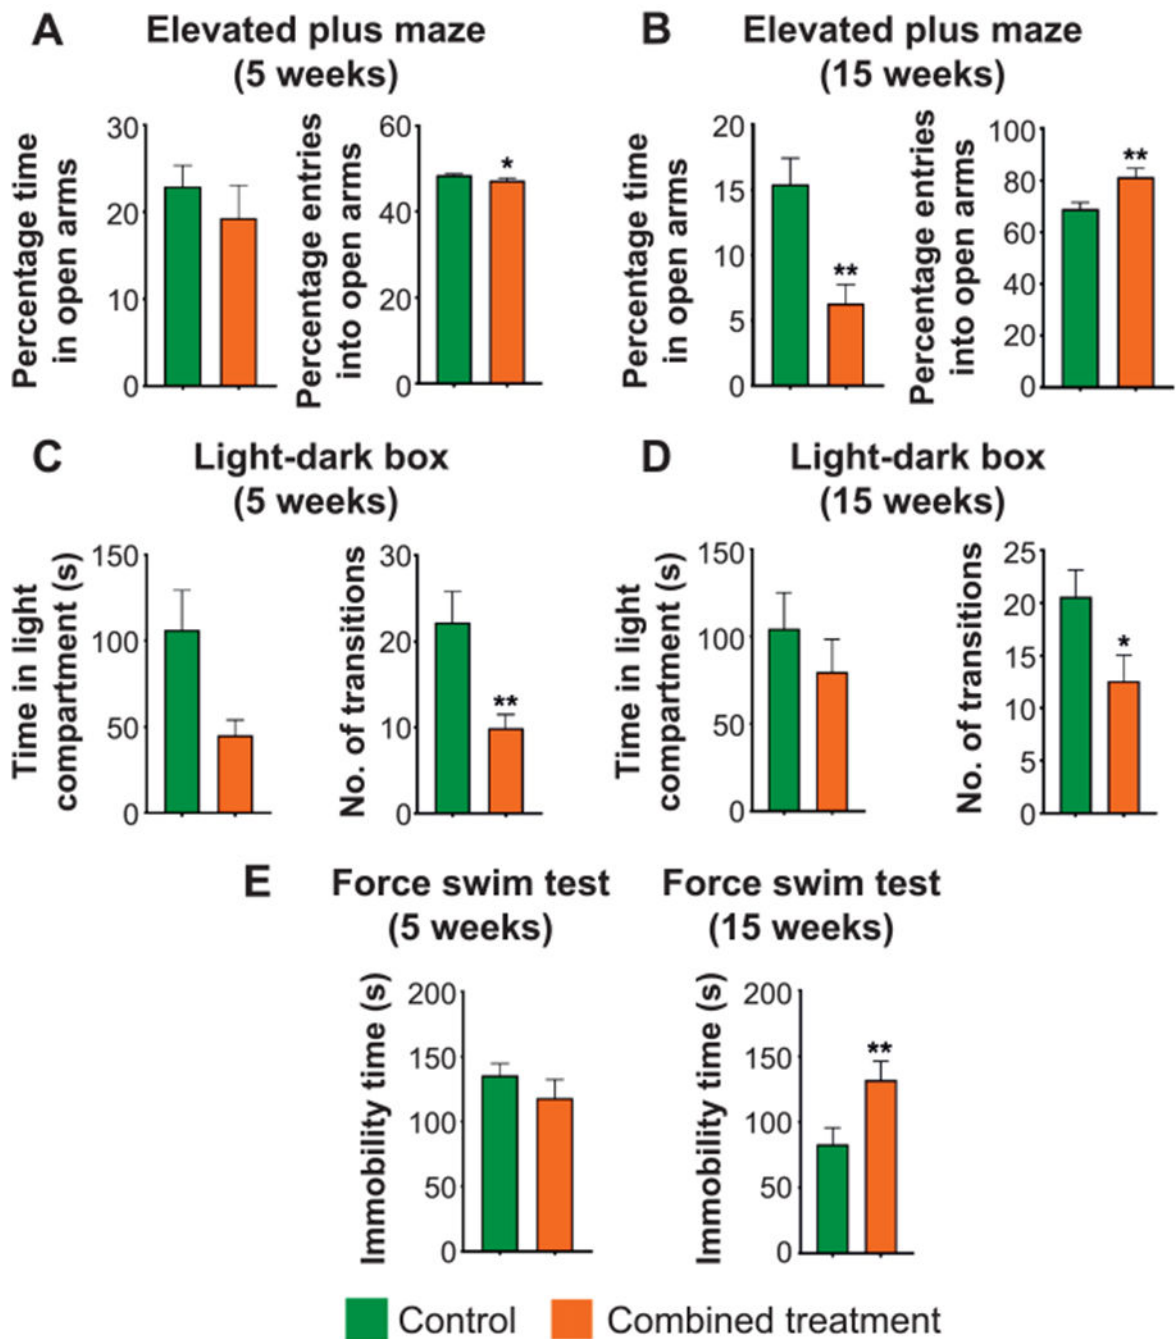 A
Elevated plus maze
(5 weeks)
B
Elevated plus maze
(15 weeks)
Percentage time
in open arms
30
20
10
0
Percentage entries
into open arms
60
40
20
0
*
Percentage time
in open arms
20
15
10
5
0
**
Percentage entries
into open arms
100
80
60
40
20
0
**
C
Light-dark box
(5 weeks)
D
Light-dark box
(15 weeks)
Time in light
compartment (s)
150
100
50
0
No. of transitions
30
20
10
0
**
Time in light
compartment (s)
150
100
50
0
No. of transitions
25
20
15
10
5
0
*
E
Force swim test
(5 weeks)
Force swim test
(15 weeks)
Immobility time (s)
200
150
100
50
0
Immobility time (s)
200
150
100
50
0
**
Control
Combined treatment